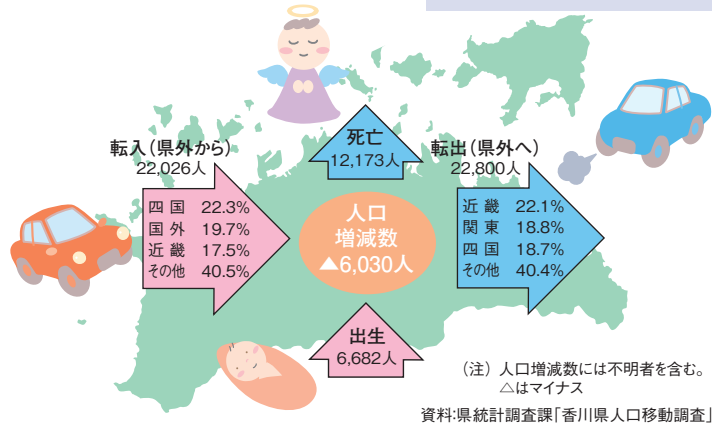 死亡
12,173人
転入(県外から)
22,026人
四国 22.3%
国外 19.7%
近畿 17.5%
その他 40.5%
人口
増減数
▲6,030人
転出(県外へ)
22,800人
近畿 22.1%
関東 18.8%
四国 18.7%
その他 40.4%
出生
6,682人
(注) 人口増減数には不明者を含む。
△はマイナス
資料:県統計調査課「香川県人口移動調査」